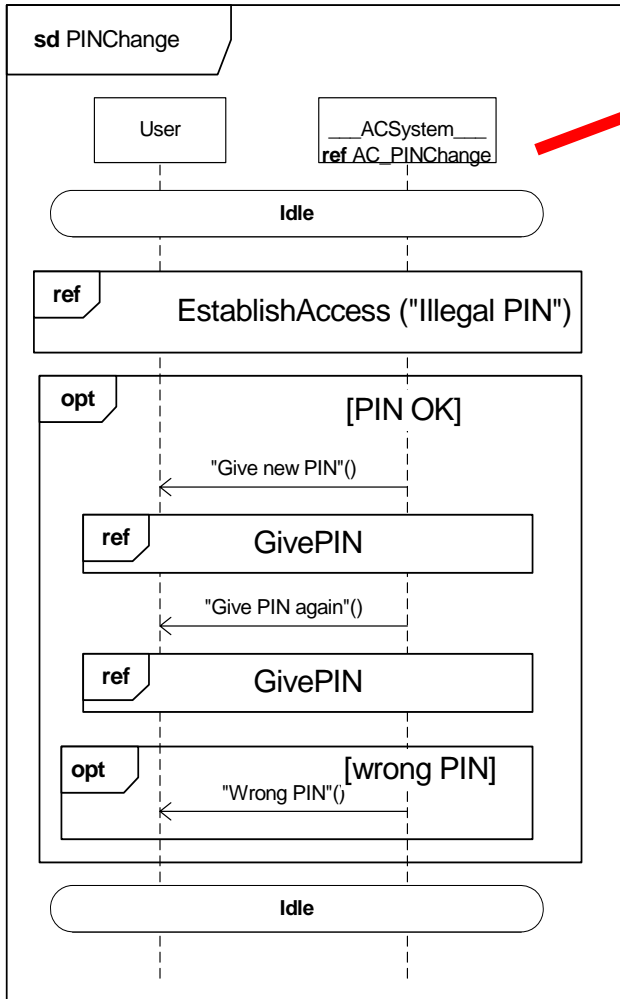 sd PINChange
User
___ACSystem___
ref AC_PINChange
Idle
ref
EstablishAccess ("Illegal PIN")
opt
[PIN OK]
"Give new PIN"()
ref
GivePIN
"Give PIN again"()
ref
GivePIN
opt
[wrong PIN]
"Wrong PIN"()
Idle